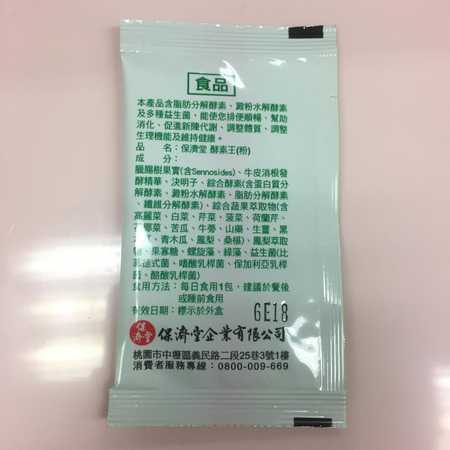 食品
本產品含脂肪分解酵素、澱粉水解酵素
及多種益生菌,能使您排便順暢、幫助
消化、促進新陳代謝、調整體質、調整
生理機能及維持健康。
品名:保濟堂 酵素王(粉)
成分:
臘腸樹果實(含Sennosides)、牛皮消根發
酵精華、決明子、綜合酵素(含蛋白質分
解酵素、澱粉水解酵素、脂肪分解酵素
、纖維分解酵素)、綜合蔬果萃取物(含
高麗菜、白菜、芹菜、菠菜、荷蘭芹、
椰菜、苦瓜、牛蒡、山藥、生薑、黑
、青木瓜、鳳梨、桑椹)、鳳梨萃取
物、果寡糖、螺旋藻、綠藻、益生菌(比
式菌、嗜酸乳桿菌、保加利亞乳桿
菌、酪酸乳桿菌)
食用方法:每日食用1包,建議於餐後
或睡前食用
有效日期:標示於外盒
6E18
保濟堂 保濟堂企業有限公司
桃園市中壢區義民路二段25巷3號1樓
消費者服務專線:0800-009-669